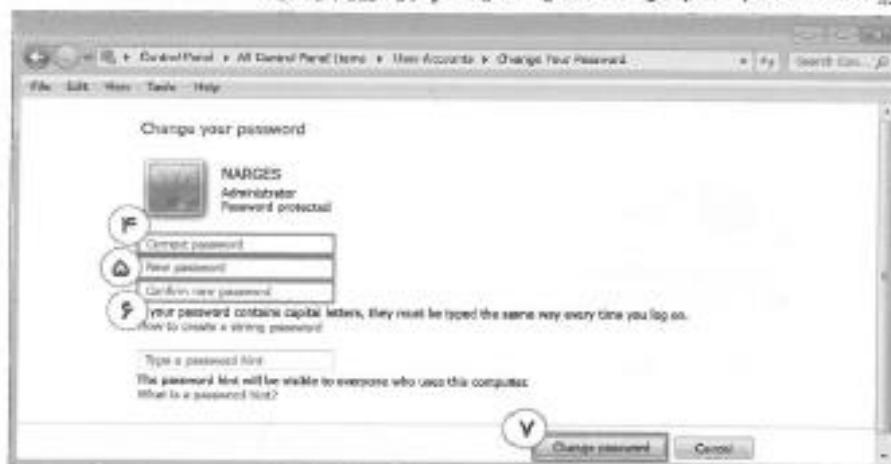 Control Panel ▸ All Control Panel Items ▸ User Accounts ▸ Change Your Password
File Edit View Tools Help
Change your password
NARGES
Administrator
Password protected
۴
Current password
۵
New password
Confirm new password
۶
your password contains capital letters, they must be typed the same way every time you log on.
How to create a strong password
Type a password hint
The password hint will be visible to everyone who uses this computer.
What is a password hint?
۷
Change password Cancel